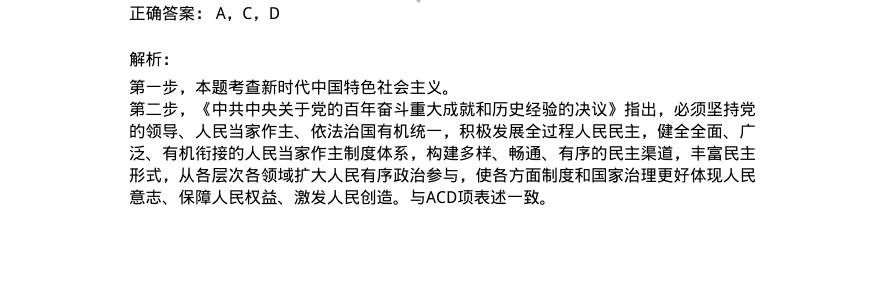 正确答案： A，C，D
解析：
第一步，本题考查新时代中国特色社会主义。
第二步，《中共中央关于党的百年奋斗重大成就和历史经验的决议》指出，必须坚持党
的领导、人民当家作主、依法治国有机统一，积极发展全过程人民民主，健全全面、广
泛、有机衔接的人民当家作主制度体系，构建多样、畅通、有序的民主渠道，丰富民主
形式，从各层次各领域扩大人民有序政治参与，使各方面制度和国家治理更好体现人民
意志、保障人民权益、激发人民创造。与ACD项表述一致。